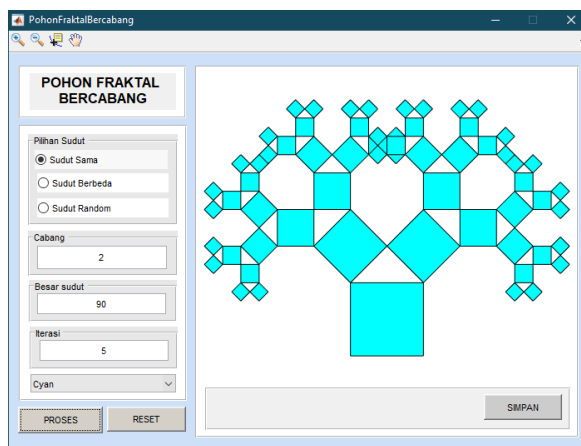 PohonFraktalBercabang
POHON FRAKTAL
BERCABANG
Pilihan Sudut
Sudut Sama
Sudut Berbeda
Sudut Random
Cabang
2
Besar sudut
90
Iterasi
5
Cyan
PROSES
RESET
SIMPAN